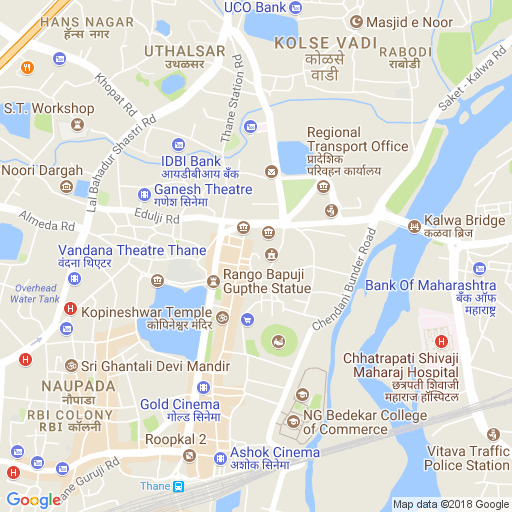 UCO Bank
HANS NAGAR
हॅन्स नगर
Masjid e Noor
KOLSE VADI
कोळसे
वाडी
UTHALSAR
उथळसर
RABODI
राबोडी
Khopat Rd
Thane Station Rd
Saket - Kalwa Rd
S.T. Workshop
Lal Bahadur Shastri Rd
Regional
Transport Office
प्रादेशिक
परिवहन कार्यालय
IDBI Bank
आयडीबीआय बँक
Noori Dargah
Ganesh Theatre
गणेश सिनेमा
Almeda Rd
Edulji Rd
Kalwa Bridge
कळवा ब्रिज
Vandana Theatre Thane
वंदना थिएटर
Chendani Bunder Road
Overhead
Water Tank
Rango Bapuji
Gupthe Statue
Bank Of Maharashtra
बँक ऑफ
महाराष्ट्र
Kopineshwar Temple
कोपिनेश्वर मंदिर
H
H
H
Chhatrapati Shivaji
Maharaj Hospital
छत्रपती शिवाजी
महाराज हॉस्पिटल
Sri Ghantali Devi Mandir
NAUPADA
नौपाडा
RBI COLONY
RBI कॉलनी
Gold Cinema
गोल्ड सिनेमा
NG Bedekar College
of Commerce
Roopkal 2
Ashok Cinema
अशोक सिनेमा
Vitava Traffic
Police Station
H
ane Guruji Rd
Thane
Google
Map data ©2018 Google